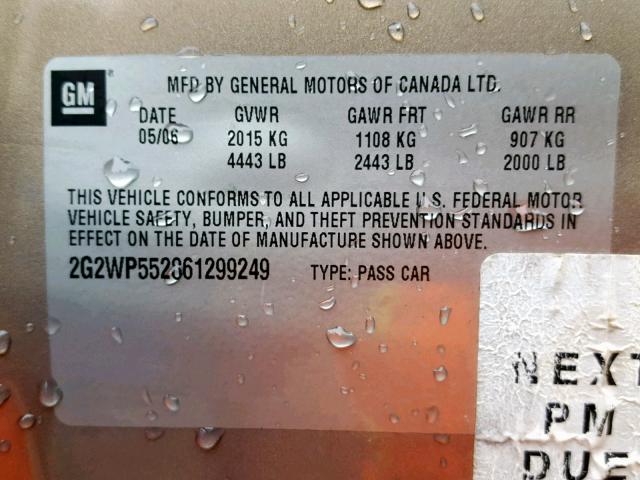 GM
MFD BY GENERAL MOTORS OF CANADA LTD.
DATE GVWR GAWR FRT GAWR RR
05/06 2015 KG 1108 KG 907 KG
4443 LB 2443 LB 2000 LB
THIS VEHICLE CONFORMS TO ALL APPLICABLE U.S. FEDERAL MOTOR
VEHICLE SAFETY, BUMPER, AND THEFT PREVENTION STANDARDS IN
EFFECT ON THE DATE OF MANUFACTURE SHOWN ABOVE.
TYPE: PASS CAR
NEXT
PM
DUE